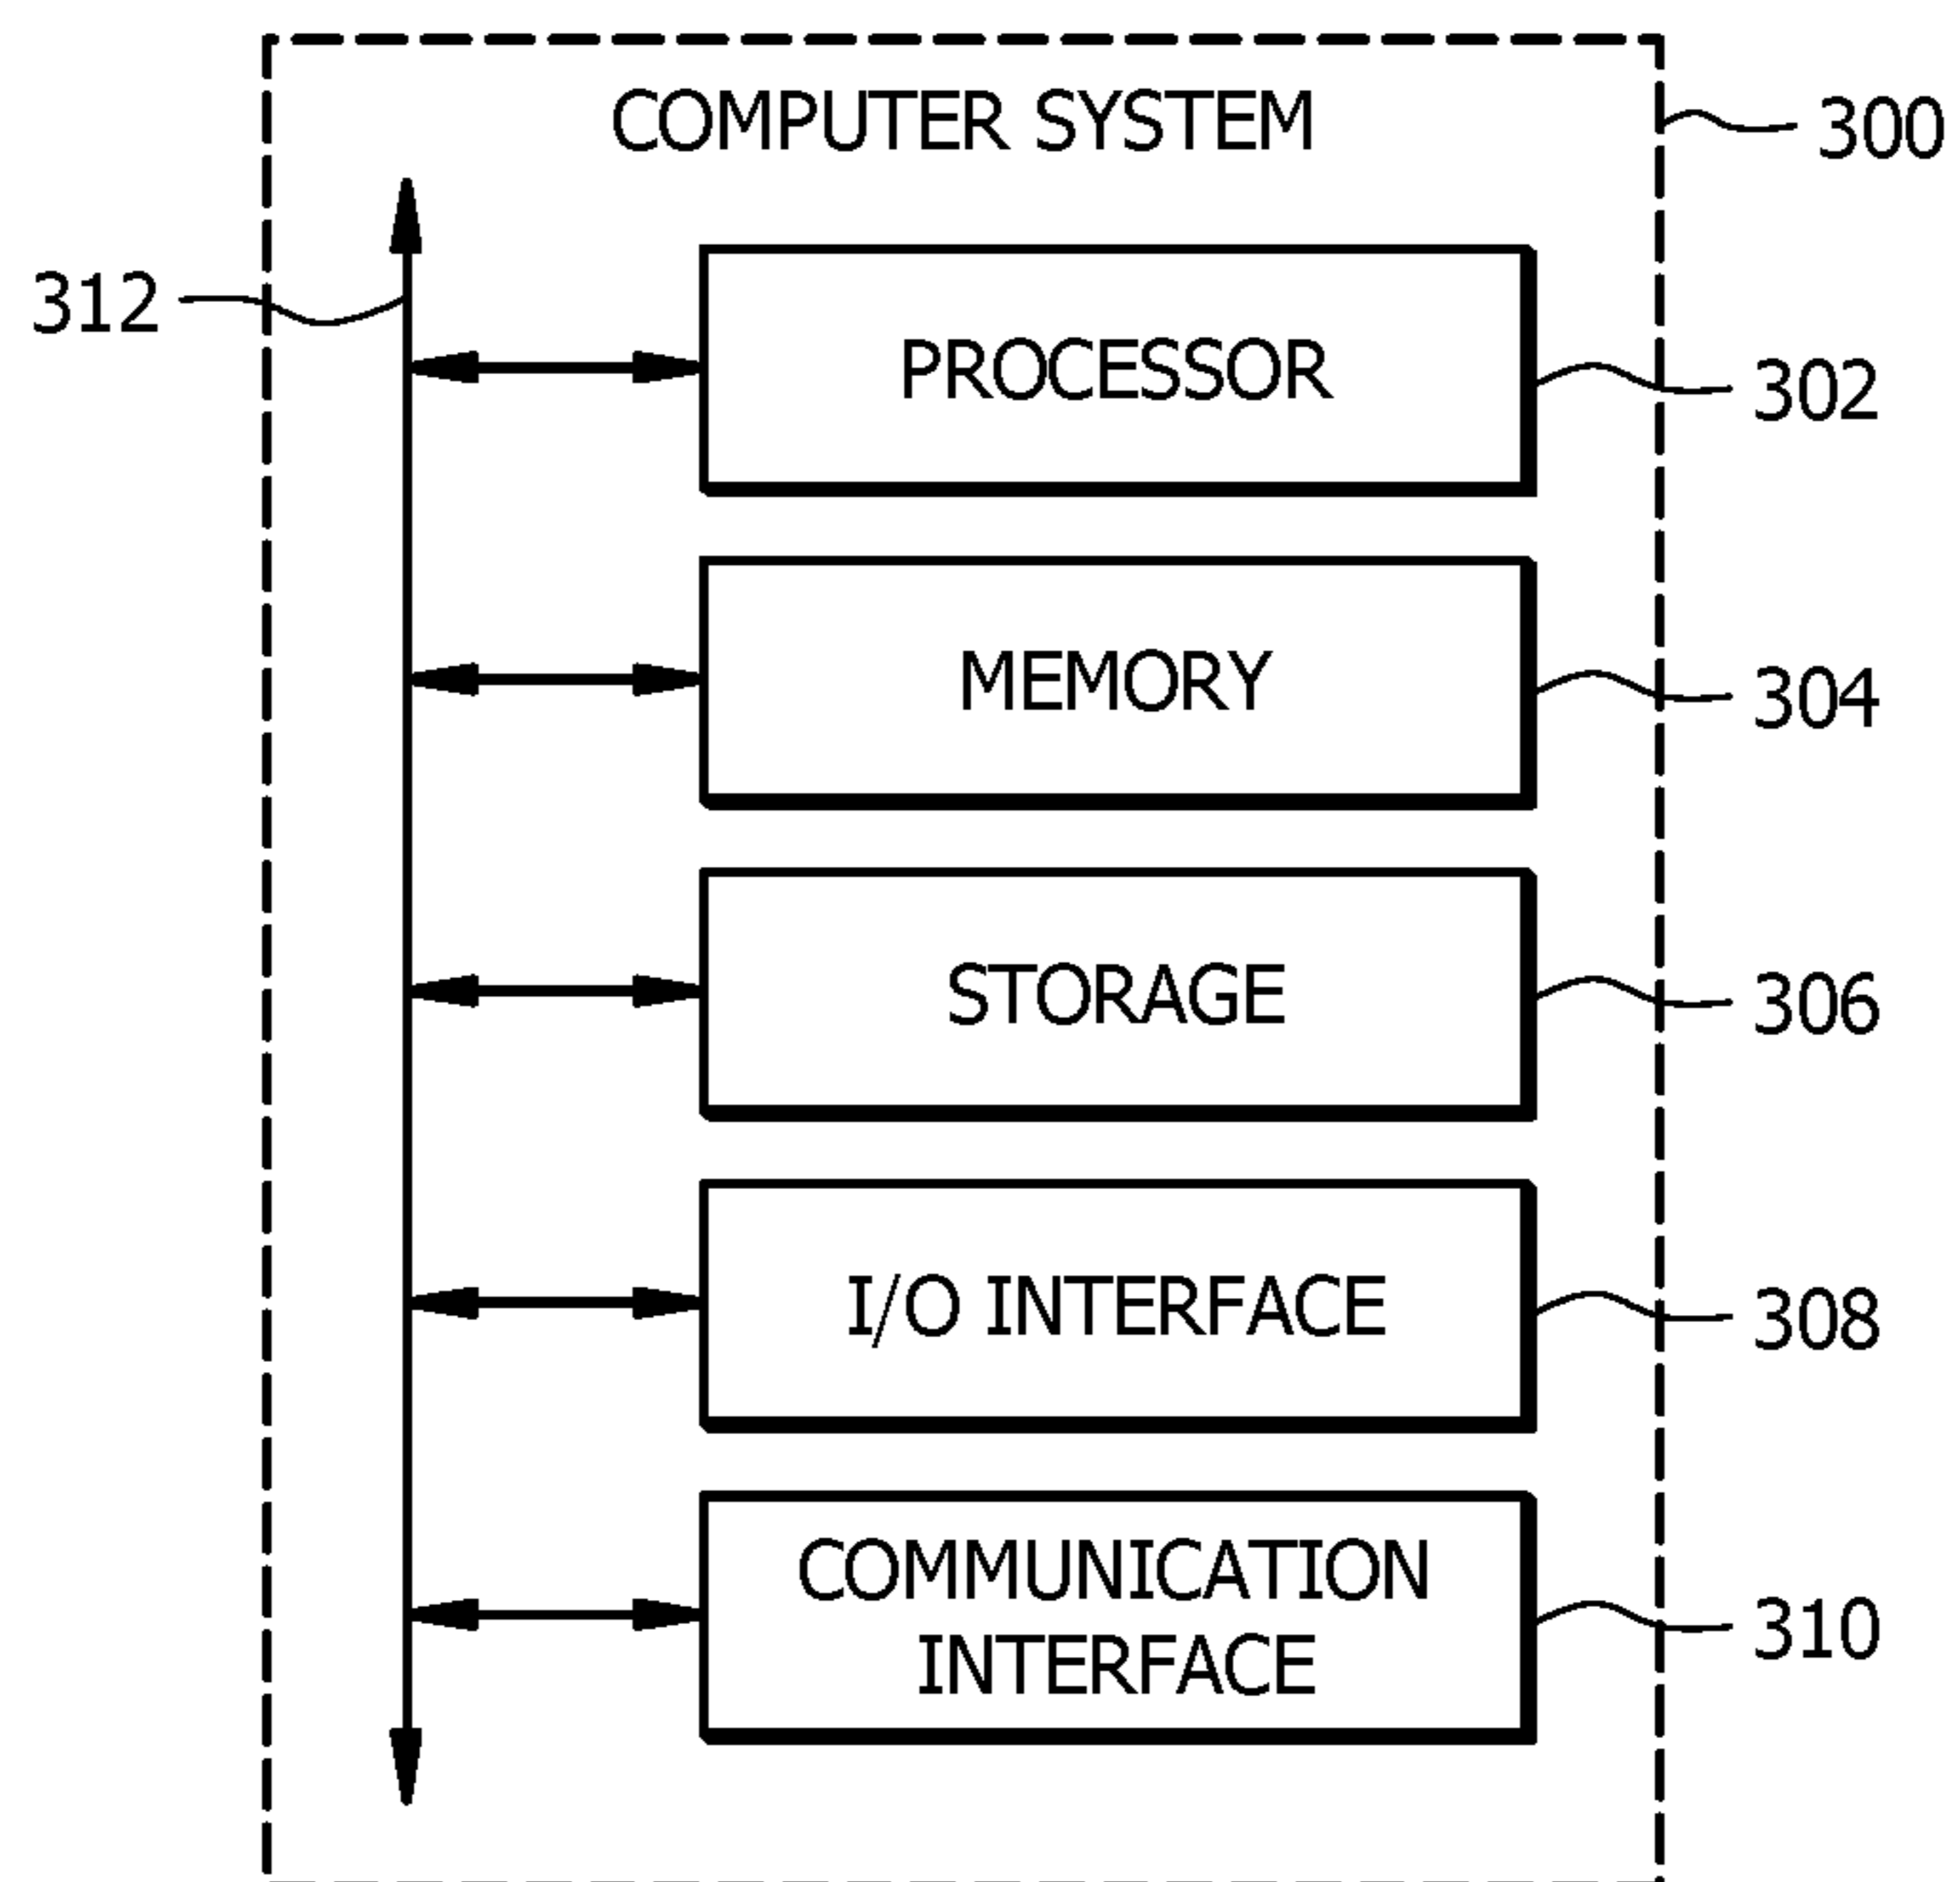 COMPUTER SYSTEM
300
312
PROCESSOR
302
MEMORY
304
STORAGE
306
I/O INTERFACE
308
COMMUNICATION
INTERFACE
310